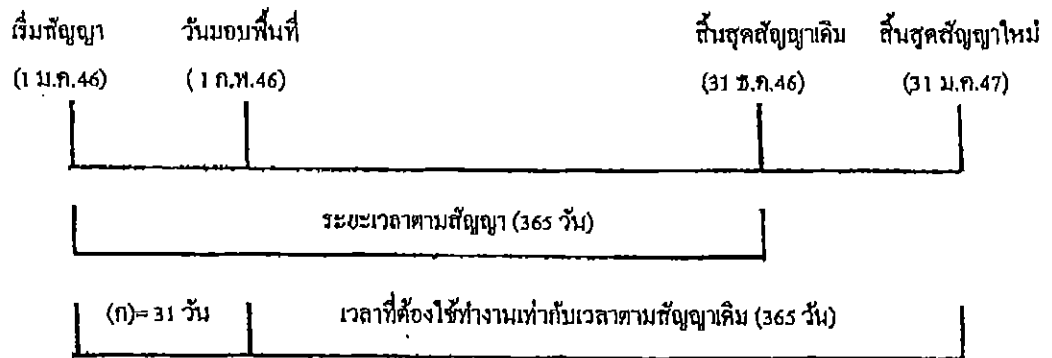 เริ่มสัญญา วันมอบพื้นที่ สิ้นสุดสัญญาเดิม สิ้นสุดสัญญาใหม่
(1 ม.ค.46) ( 1 ก.พ.46) (31 ธ.ค.46) (31 ม.ค.47)
ระยะเวลาตามสัญญา (365 วัน)
(ก)= 31 วัน เวลาที่ต้องใช้ทำงานเท่ากับเวลาตามสัญญาเดิม (365 วัน)